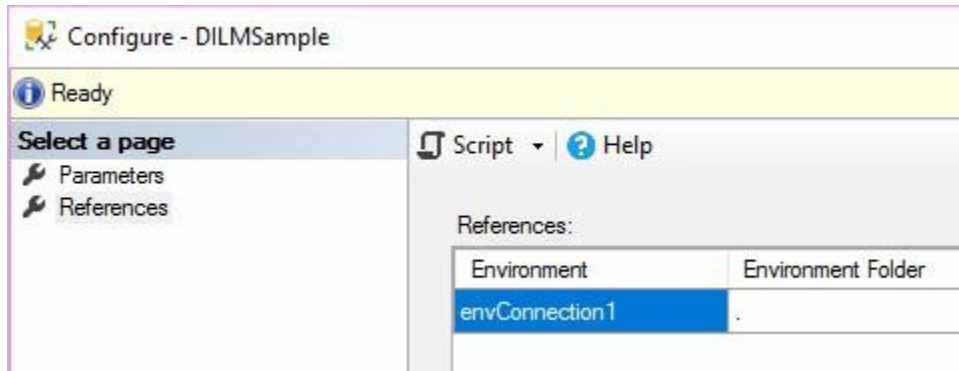 Configure - DILMSample
Ready
Select a page
Parameters
References
Script
Help
References:
Environment Environment Folder
envConnection1 .